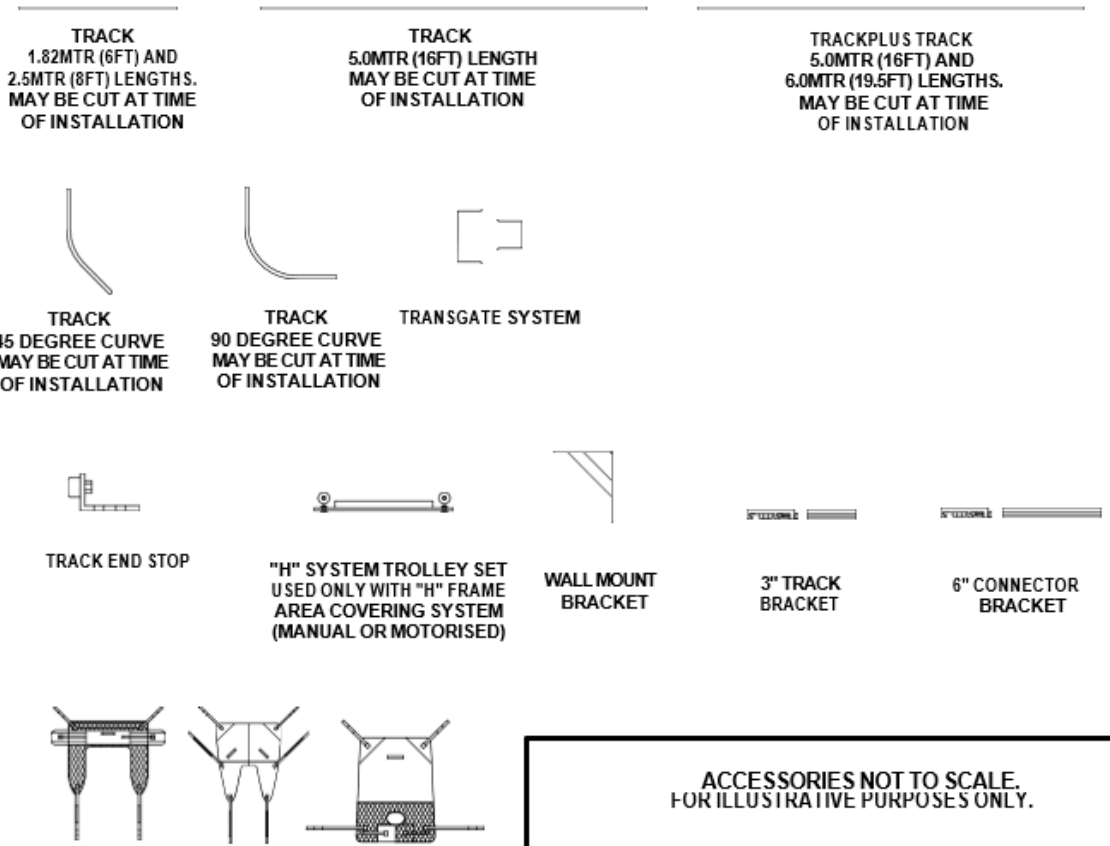 TRACK
1.82MTR (6FT) AND
2.5MTR (8FT) LENGTHS.
MAY BE CUT AT TIME
OF INSTALLATION
TRACK
5.0MTR (16FT) LENGTH
MAY BE CUT AT TIME
OF INSTALLATION
TRACKPLUS TRACK
5.0MTR (16FT) AND
6.0MTR (19.5FT) LENGTHS.
MAY BE CUT AT TIME
OF INSTALLATION
TRACK
45 DEGREE CURVE
MAY BE CUT AT TIME
OF INSTALLATION
TRACK
90 DEGREE CURVE
MAY BE CUT AT TIME
OF INSTALLATION
TRANSGATE SYSTEM
TRACK END STOP
"H" SYSTEM TROLLEY SET
USED ONLY WITH "H" FRAME
AREA COVERING SYSTEM
(MANUAL OR MOTORISED)
WALL MOUNT
BRACKET
3" TRACK
BRACKET
6" CONNECTOR
BRACKET
ACCESSORIES NOT TO SCALE.
FOR ILLUSTRATIVE PURPOSES ONLY.